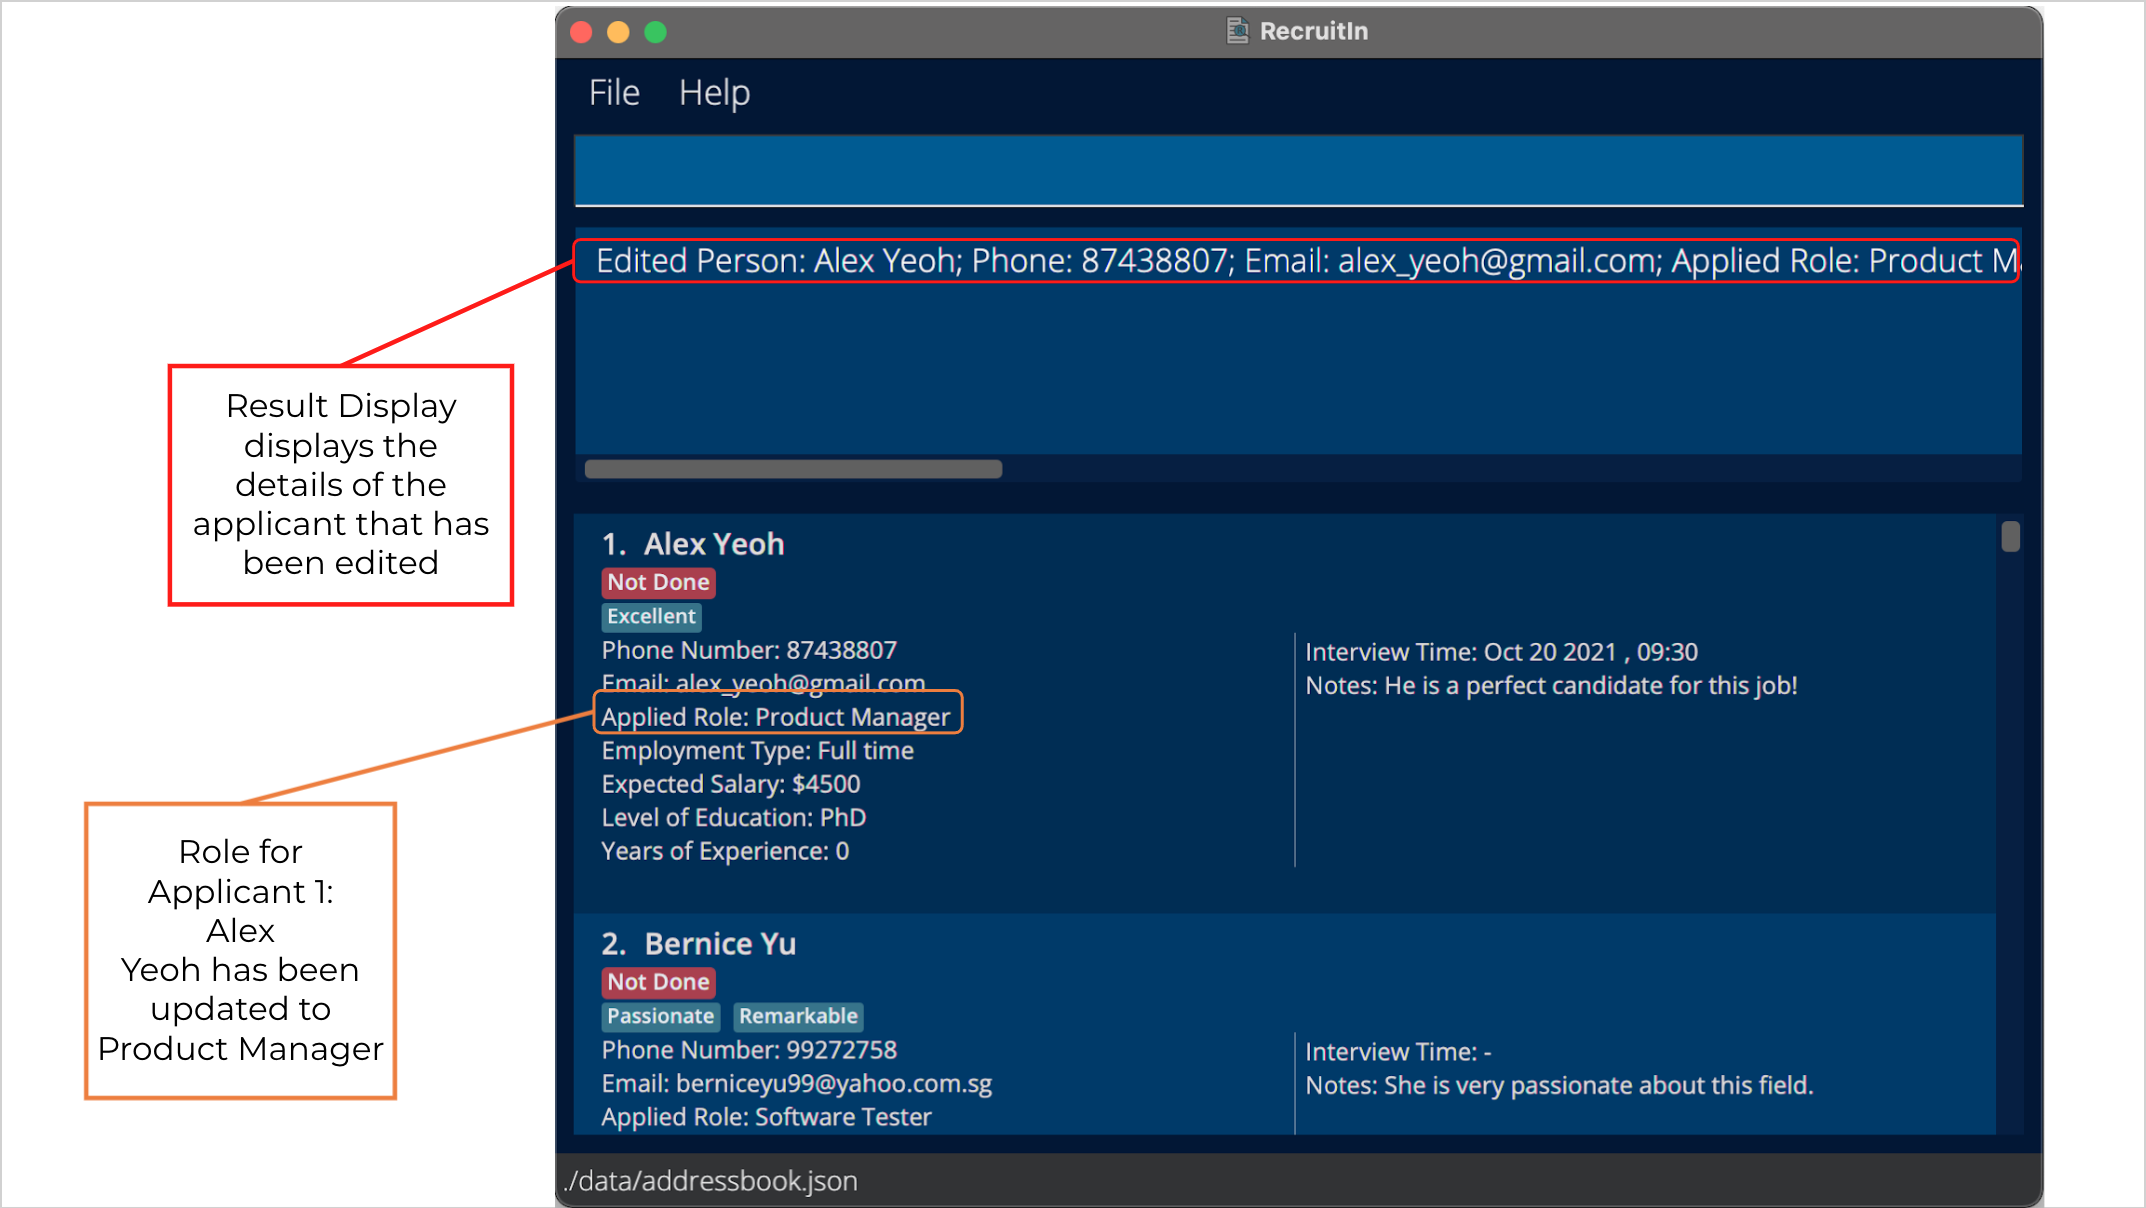 RecruitIn
File Help
Edited Person: Alex Yeoh; Phone: 87438807; Email: alex_yeoh@gmail.com; Applied Role: Product M
Result Display
displays the
details of the
applicant that has
been edited
1. Alex Yeoh
Not Done
Excellent
Phone Number: 87438807
Email: alex_yeoh@gmail.com
Applied Role: Product Manager
Employment Type: Full time
Expected Salary: $4500
Level of Education: PhD
Years of Experience: 0
Interview Time: Oct 20 2021 , 09:30
Notes: He is a perfect candidate for this job!
Role for
Applicant 1:
Alex
Yeoh has been
updated to
Product Manager
2. Bernice Yu
Not Done
Passionate Remarkable
Phone Number: 99272758
Email: berniceyu99@yahoo.com.sg
Applied Role: Software Tester
Interview Time: -
Notes: She is very passionate about this field.
./data/addressbook.json